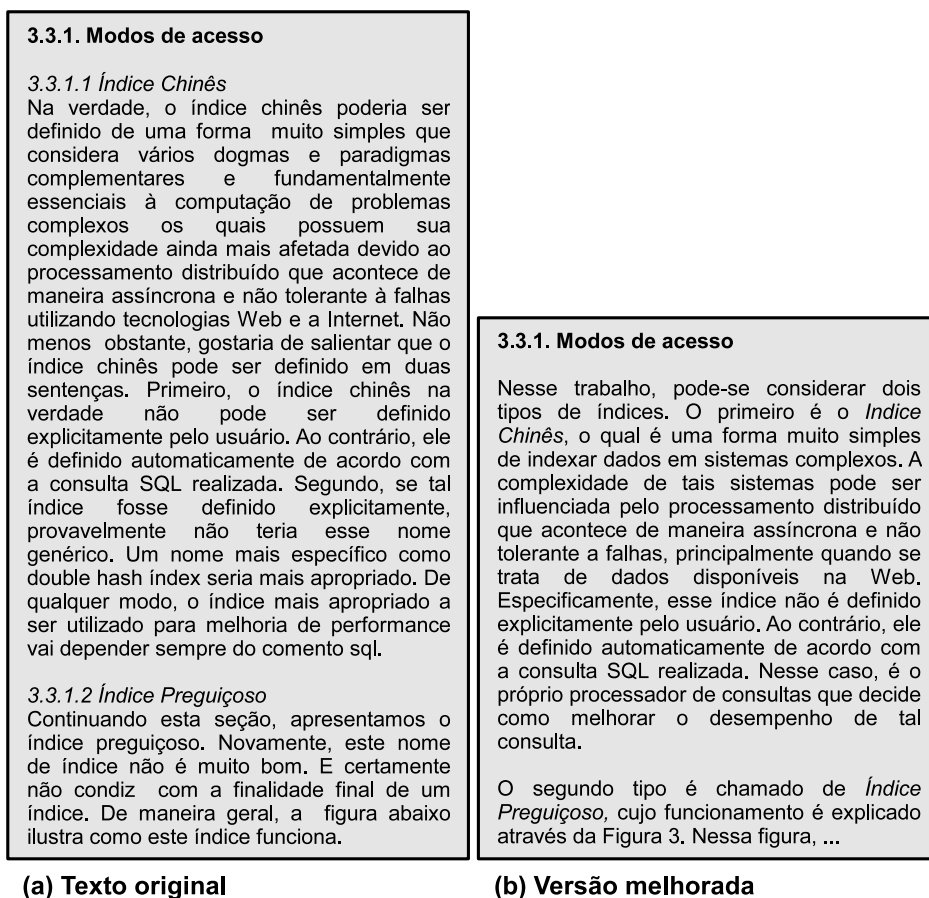 3.3.1. Modos de acesso
3.3.1.1 Índice Chinês
Na verdade, o índice chinês poderia ser
definido de uma forma muito simples que
considera vários dogmas e paradigmas
complementares e fundamentalmente
essenciais à computação de problemas
complexos os quais possuem sua
complexidade ainda mais afetada devido ao
processamento distribuído que acontece de
maneira assíncrona e não tolerante à falhas
utilizando tecnologias Web e a Internet. Não
menos obstante, gostaria de salientar que o
índice chinês pode ser definido em duas
sentenças. Primeiro, o índice chinês na
verdade não pode ser definido
explicitamente pelo usuário. Ao contrário, ele
é definido automaticamente de acordo com
a consulta SQL realizada. Segundo, se tal
índice fosse definido explicitamente,
provavelmente não teria esse nome
genérico. Um nome mais específico como
double hash índex seria mais apropriado. De
qualquer modo, o índice mais apropriado a
ser utilizado para melhoria de performance
vai depender sempre do comento sql.
3.3.1.2 Índice Preguiçoso
Continuando esta seção, apresentamos o
índice preguiçoso. Novamente, este nome
de índice não é muito bom. E certamente
não condiz com a finalidade final de um
índice. De maneira geral, a figura abaixo
ilustra como este índice funciona.
(a) Texto original
3.3.1. Modos de acesso
Nesse trabalho, pode-se considerar dois
tipos de índices. O primeiro é o Indice
Chinês, o qual é uma forma muito simples
de indexar dados em sistemas complexos. A
complexidade de tais sistemas pode ser
influenciada pelo processamento distribuído
que acontece de maneira assíncrona e não
tolerante a falhas, principalmente quando se
trata de dados disponíveis na Web.
Especificamente, esse índice não é definido
explicitamente pelo usuário. Ao contrário, ele
é definido automaticamente de acordo com
a consulta SQL realizada. Nesse caso, é o
próprio processador de consultas que decide
como melhorar o desempenho de tal
consulta.
O segundo tipo é chamado de Índice
Preguiçoso, cujo funcionamento é explicado
através da Figura 3. Nessa figura, ...
(b) Versão melhorada